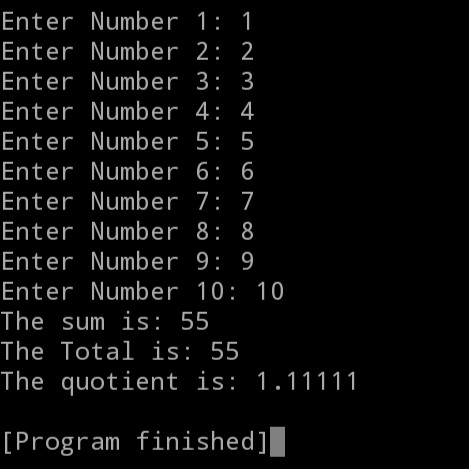 Enter Number 1: 1
Enter Number 2: 2
Enter Number 3: 3
Enter Number 4: 4
Enter Number 5: 5
Enter Number 6: 6
Enter Number 7: 7
Enter Number 8: 8
Enter Number 9: 9
Enter Number 10: 10
The sum is: 55
The Total is: 55
The quotient is: 1.11111
[Program finished]